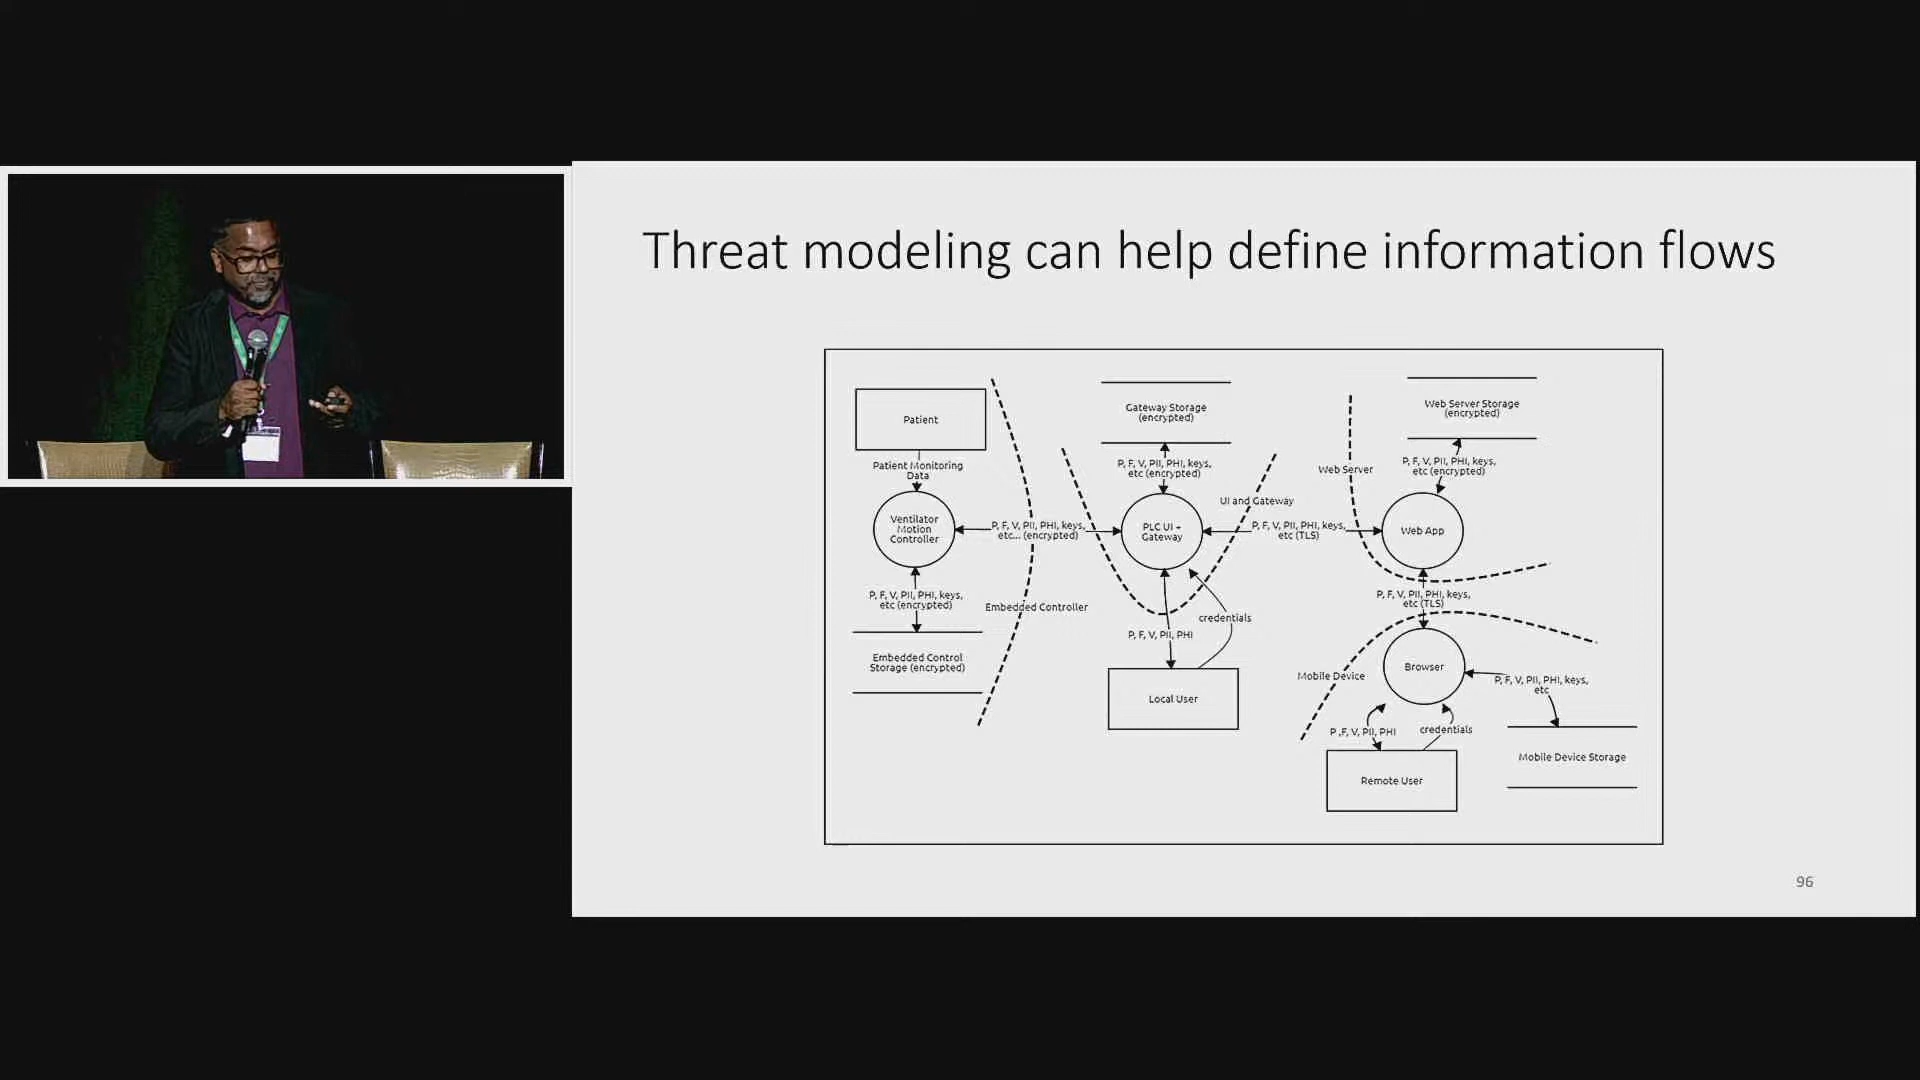 Threat modeling can help define information flows
Patient
Patient Monitoring
Data
Ventilator
Motion
Controller
P, F, V, PII, PHI, keys,
etc (encrypted)
Embedded Control
Storage (encrypted)
P, F, V, PII, PHI, keys,
etc... (encrypted)
Embedded Controller
Gateway Storage
(encrypted)
P, F, V, PII, PHI, keys,
etc (encrypted)
PLC UI +
Gateway
UI and Gateway
P, F, V, PII, PHI, keys,
etc (TLS)
P, F, V, PII, PHI
credentials
Local User
Web Server Storage
(encrypted)
Web Server
P, F, V, PII, PHI, keys,
etc (encrypted)
Web App
P, F, V, PII, PHI, keys,
etc (TLS)
Browser
Mobile Device
P, F, V, PII, PHI, keys,
etc
P ,F, V, PII, PHI
credentials
Remote User
Mobile Device Storage
96